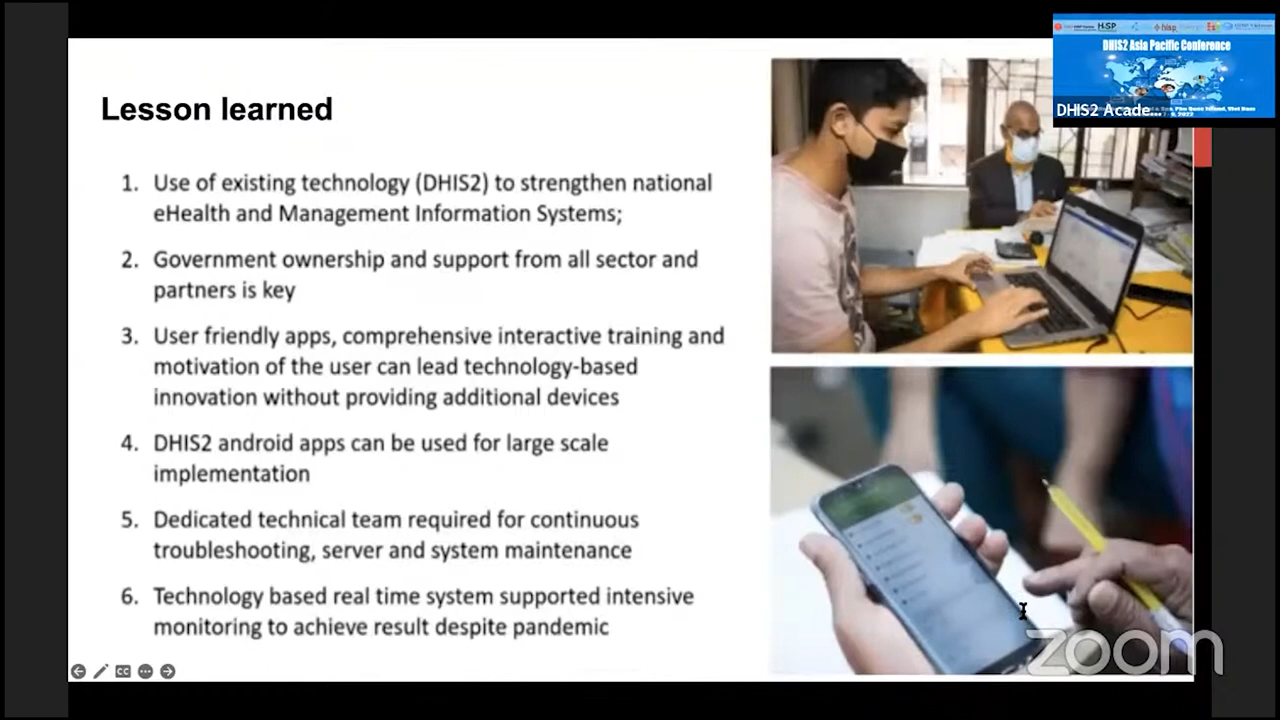 DHIS2 Asia Pacific Conference
DHIS2 Acade
Lesson learned
1. Use of existing technology (DHIS2) to strengthen national
eHealth and Management Information Systems;
2. Government ownership and support from all sector and
partners is key
3. User friendly apps, comprehensive interactive training and
motivation of the user can lead technology-based
innovation without providing additional devices
4. DHIS2 android apps can be used for large scale
implementation
5. Dedicated technical team required for continuous
troubleshooting, server and system maintenance
6. Technology based real time system supported intensive
monitoring to achieve result despite pandemic
CC
zoom